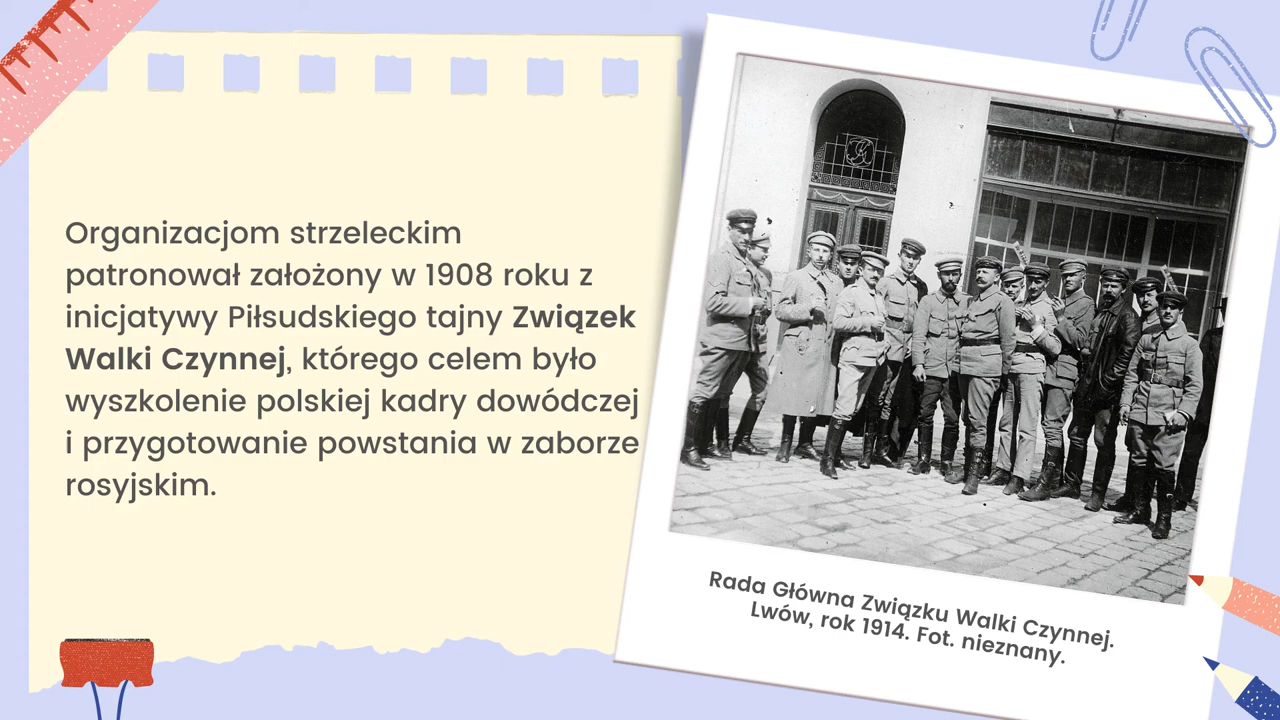 Organizacjom strzeleckim
patronował założony w 1908 roku z
inicjatywy Piłsudskiego tajny Związek
Walki Czynnej, którego celem było
wyszkolenie polskiej kadry dowódczej
i przygotowanie powstania w zaborze
rosyjskim.
Rada Główna Związku Walki Czynnej.
Lwów, rok 1914. Fot. nieznany.